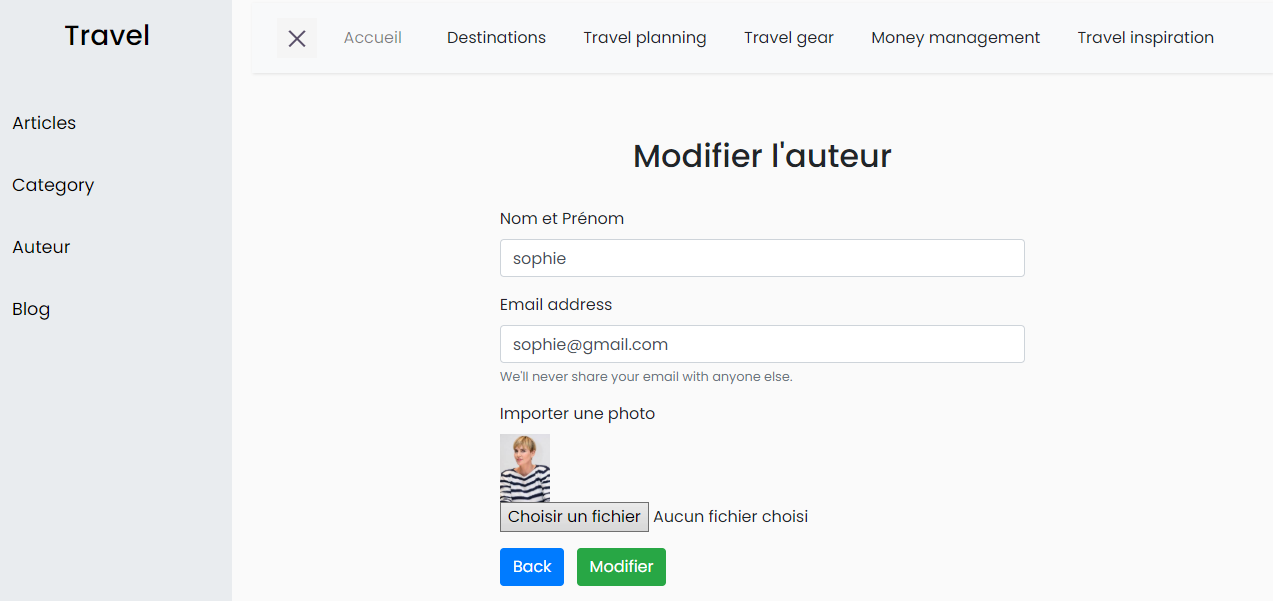 Travel
Articles
Category
Auteur
Blog
Accueil Destinations Travel planning Travel gear Money management Travel inspiration
Modifier l'auteur
Nom et Prénom
sophie
Email address
sophie@gmail.com
We'll never share your email with anyone else.
Importer une photo
Choisir un fichier Aucun fichier choisi
Back Modifier